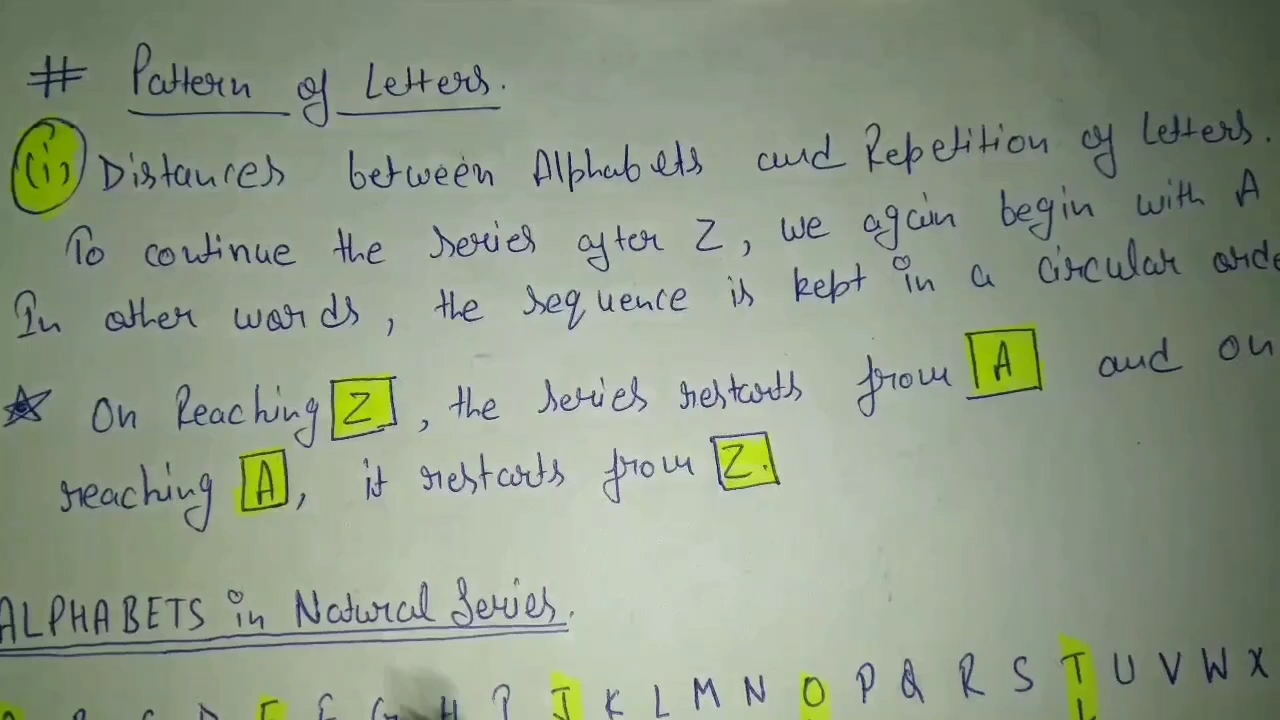 # Pattern of Letters.
(i) Distances between Alphabets and Repetition of letters.
To continue the series after Z, we again begin with A
In other words, the sequence is kept in a circular orde
On Reaching Z, the series restarts from A and on
reaching A, it restarts from Z.
ALPHABETS in Natural Series.
D E F G H I J K L M N O P Q R S T U V W X